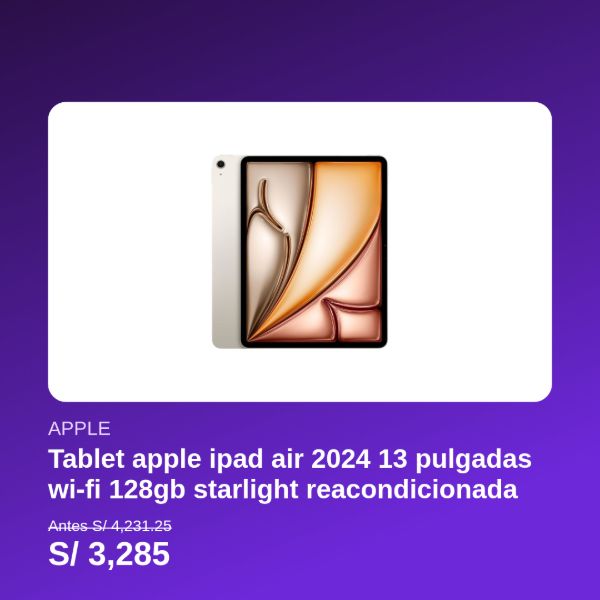 APPLE
Tablet apple ipad air 2024 13 pulgadas
wi-fi 128gb starlight reacondicionada
Antes S/ 4,231.25
S/ 3,285